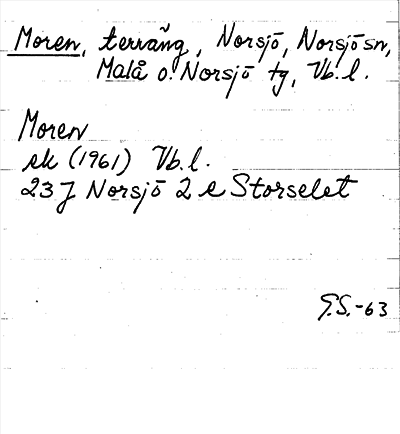 Moren, terräng, Norsjö, Norsjö sn,
Malå o. Norsjö tg, Vb. l.
Moren
ek (1961) Vb. l.
23 J Norsjö 2 e Storselet
G.S.-63